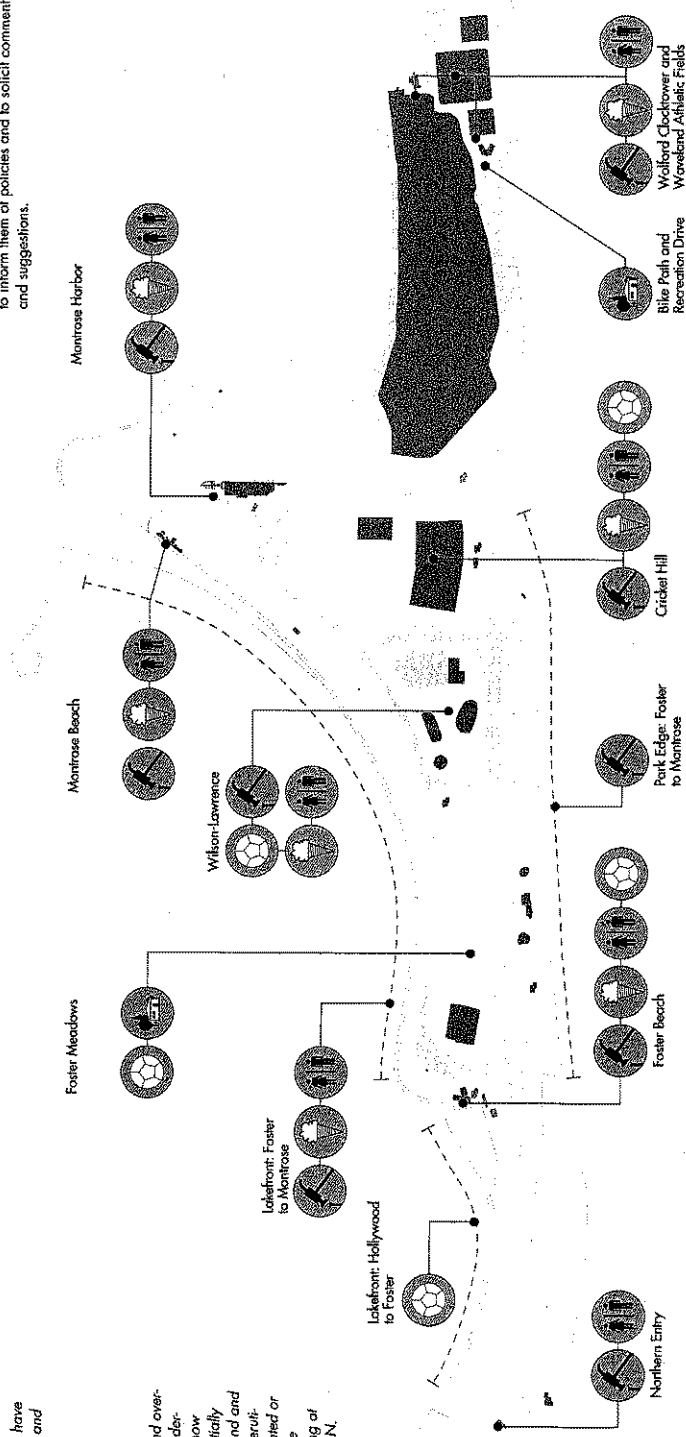 have
and
d over-
der-
now
tially
nd and
eruti-
ted or
e
g at
N.
to inform them of policies and to solicit comment
and suggestions.
Montrose Harbor
Montrose Beach
Wilson-Lawrence
Foster Meadows
Lakefront: Foster
to Montrose
Lakefront: Hollywood
to Foster
Northern Entry
Foster Beach
Park Edge: Foster
to Montrose
Cricket Hill
Bike Path and
Recreation Drive
Wolford Clocktower and
Waveland Athletic Fields